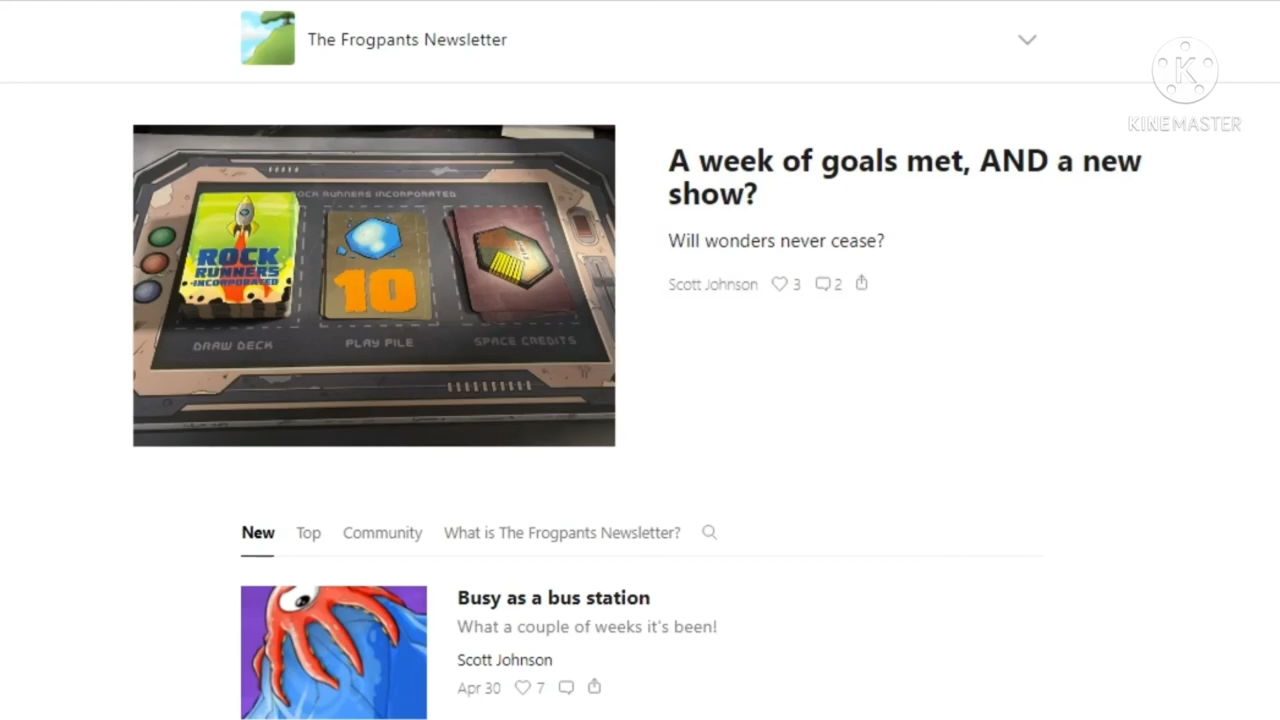 The Frogpants Newsletter
K
KINEMASTER
ROCK RUNNERS INCORPORATED
ROCK
RUNNERS
INCORPORATED
10
DRAW DECK
PLAY PILE
SPACE CREDITS
A week of goals met, AND a new
show?
Will wonders never cease?
Scott Johnson 3 2
New Top Community What is The Frogpants Newsletter?
Busy as a bus station
What a couple of weeks it's been!
Scott Johnson
Apr 30 7